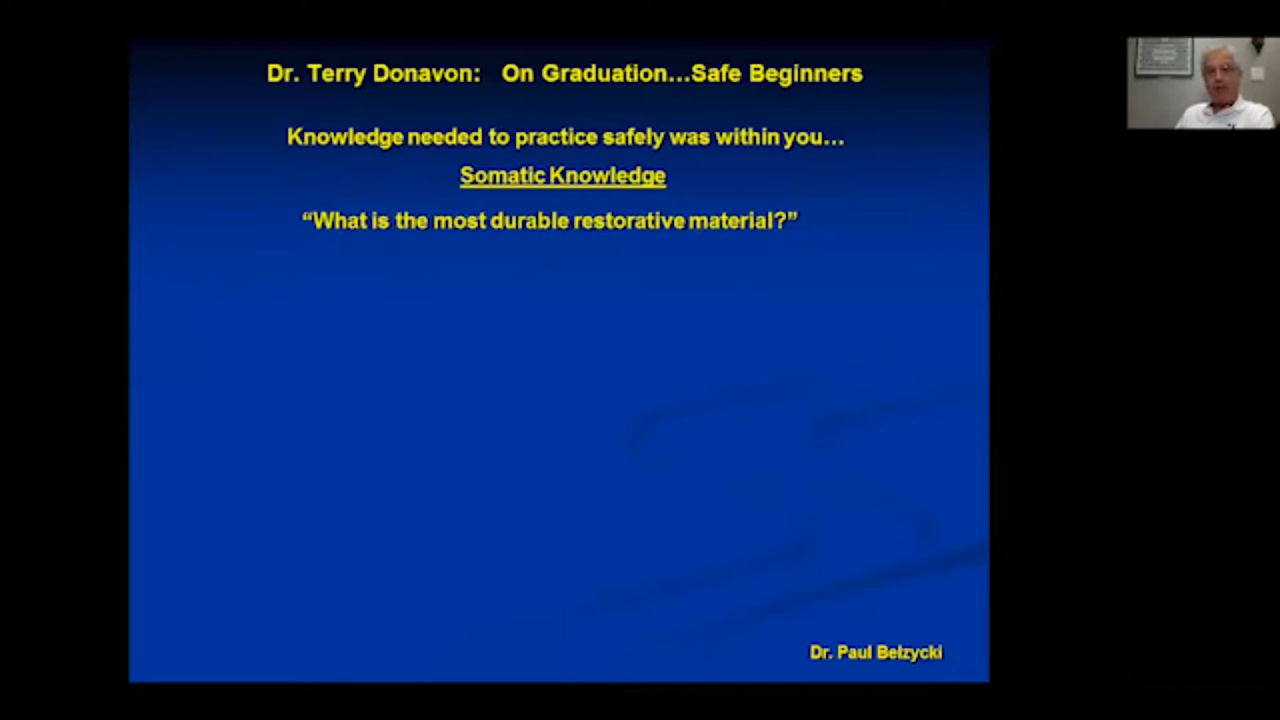 Dr. Terry Donavon: On Graduation...Safe Beginners
Knowledge needed to practice safely was within you...
Somatic Knowledge
“What is the most durable restorative material?”
Dr. Paul Belzycki